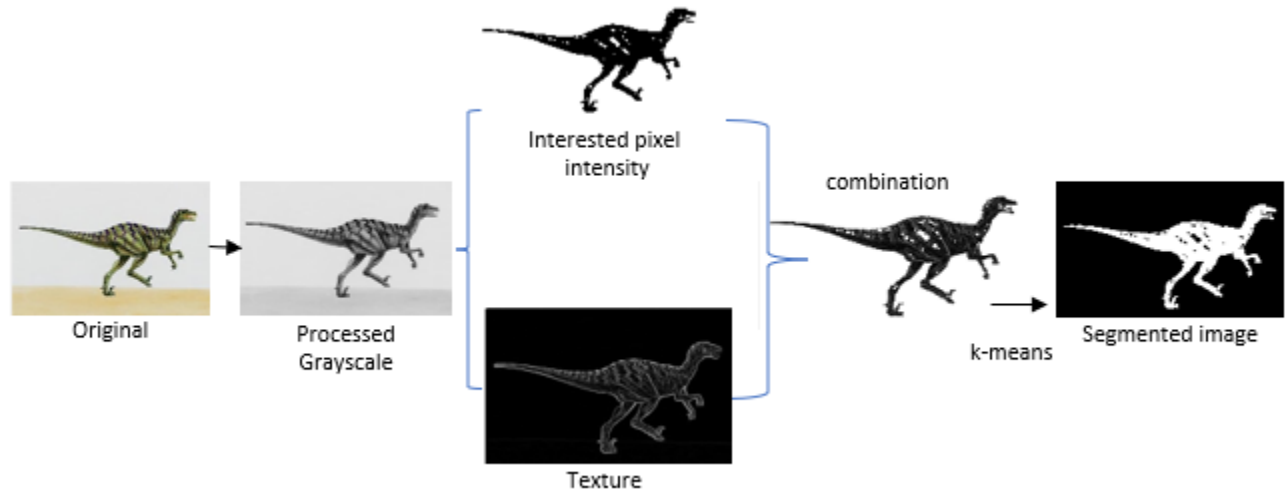 Original
Processed
Grayscale
Interested pixel
intensity
Texture
combination
k-means
Segmented image